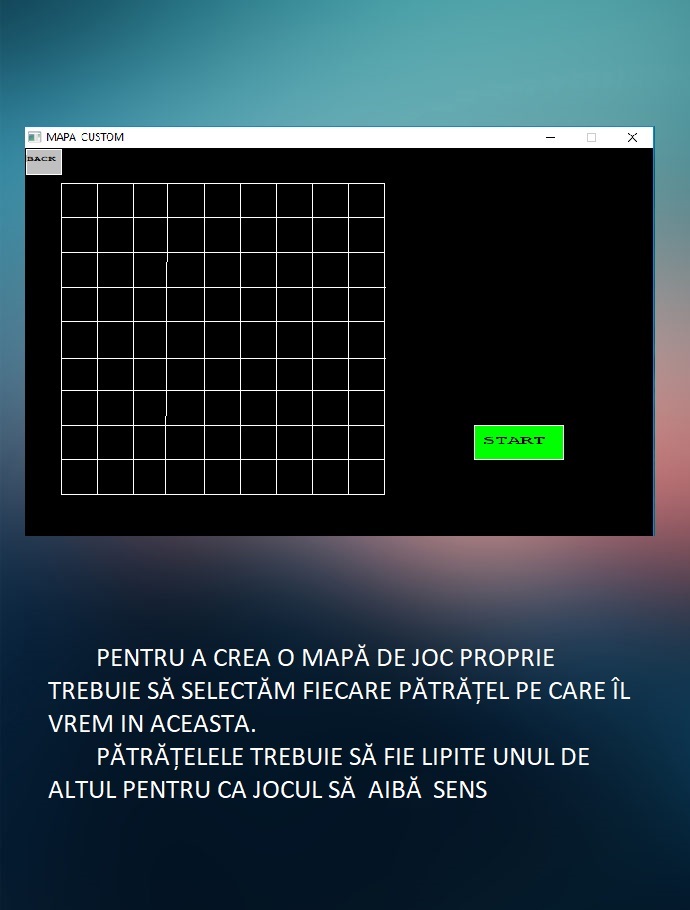 MAPA CUSTOM
BACK
START
PENTRU A CREA O MAPĂ DE JOC PROPRIE
TREBUIE SĂ SELECTĂM FIECARE PĂTRĂȚEL PE CARE ÎL
VREM IN ACEASTA.
PĂTRĂȚELELE TREBUIE SĂ FIE LIPITE UNUL DE
ALTUL PENTRU CA JOCUL SĂ AIBĂ SENS